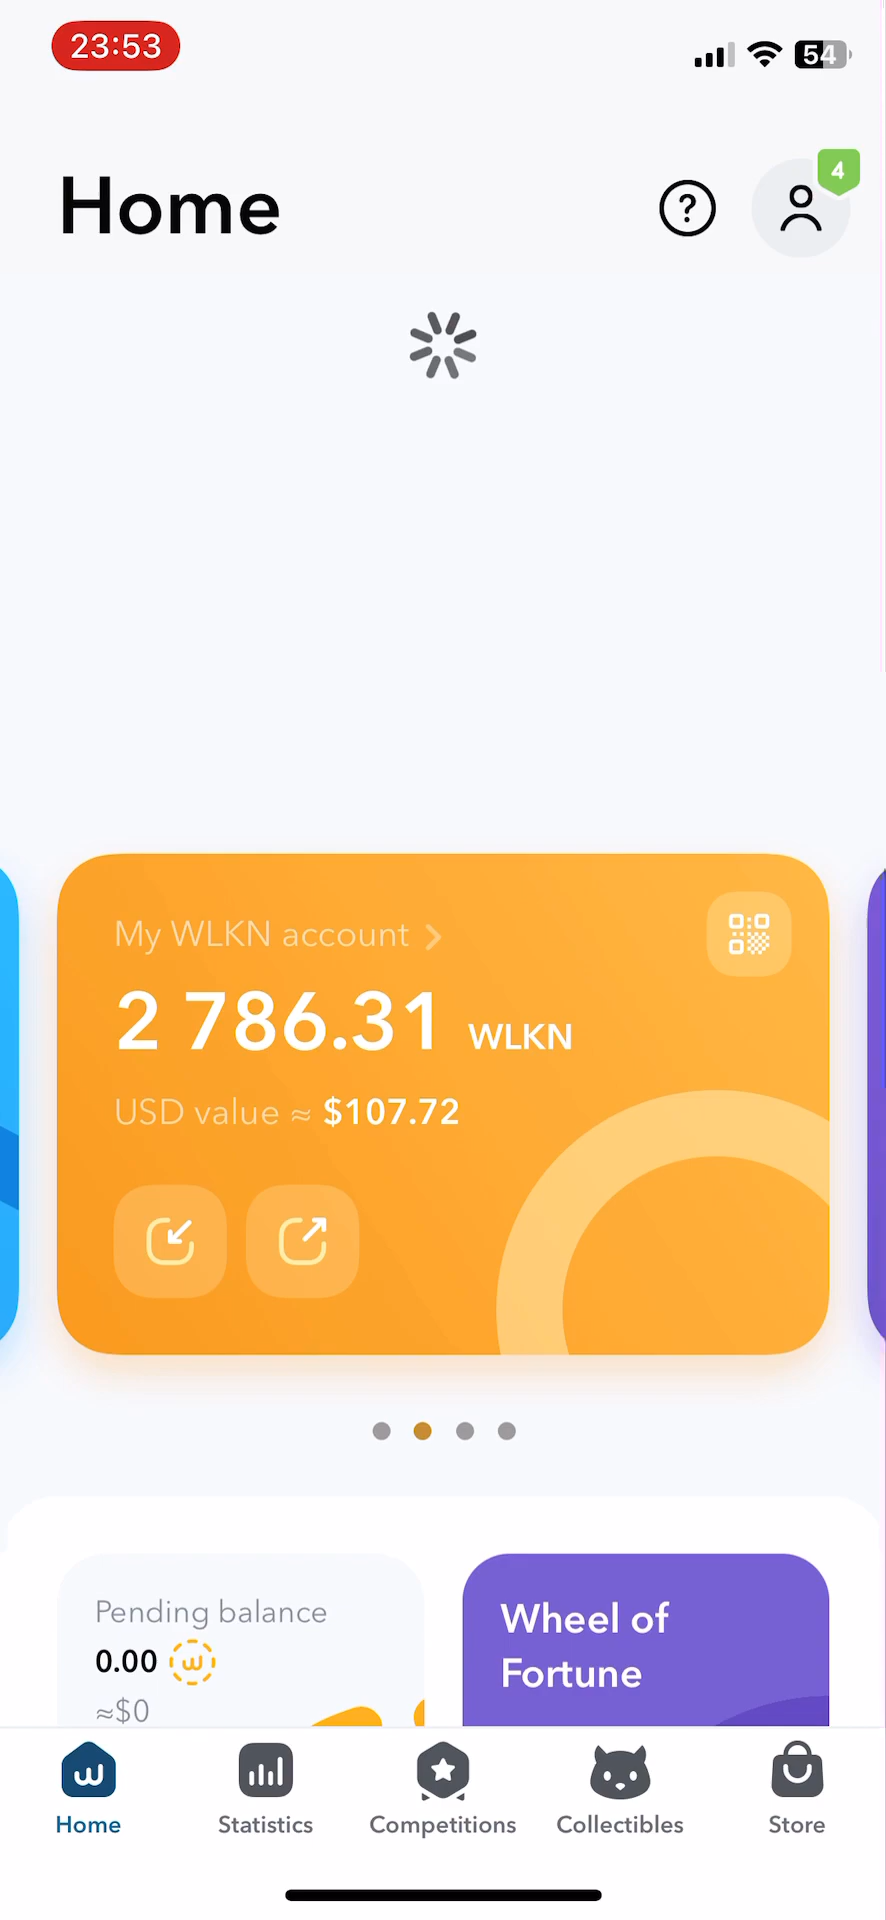 23:53
54
Home
4
My WLKN account
2 786.31 WLKN
USD value ≈ $107.72
Pending balance
0.00
≈$0
Wheel of
Fortune
Home
Statistics
Competitions
Collectibles
Store